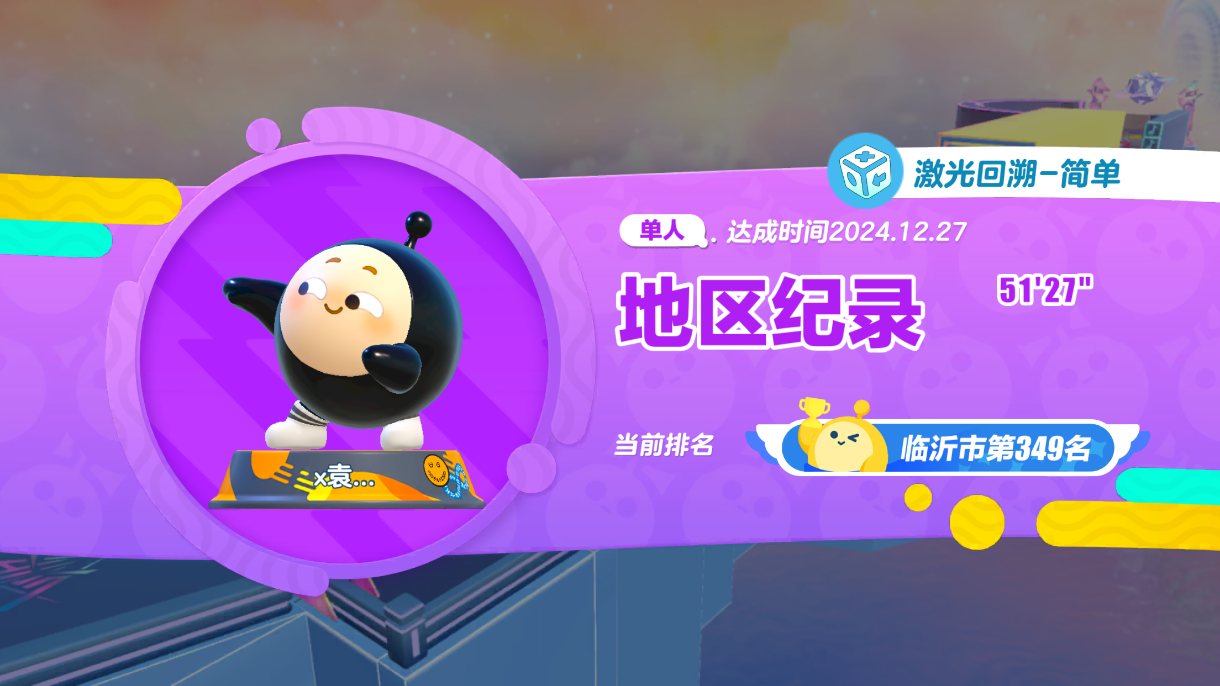 激光回溯-简单
单人. 达成时间2024.12.27
地区纪录 51'27"
当前排名 临沂市第349名
x袁...